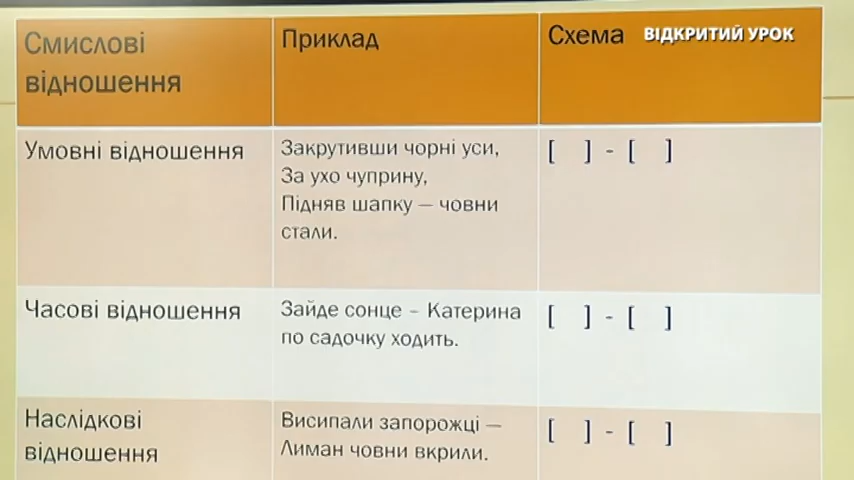 Смислові
відношення
Приклад
Схема
ВІДКРИТИЙ УРОК
Умовні відношення
Закрутивши чорні уси,
За ухо чуприну,
Підняв шапку — човни
стали.
[ ] - [ ]
Часові відношення
Зайде сонце – Катерина
по садочку ходить.
[ ] - [ ]
Наслідкові
відношення
Висипали запорожці —
Лиман човни вкрили.
[ ] - [ ]